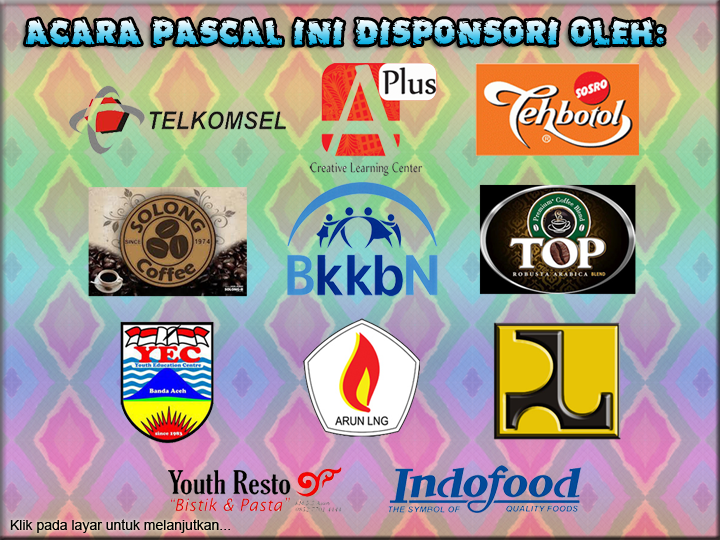 ACARA PASCAL INI DISPONSORI OLEH:
TELKOMSEL
A Plus
Creative Learning Center
SOSRO
Tehbotol
®
SOLONG
SINCE 1974
Coffee
BkkbN
Premium Coffee Blend
TOP
ROBUSTA ARABICA BLEND
YEC
Youth Education Centre
Banda Aceh
since 1983
ARUN LNG
Youth Resto
"Bistik & Pasta"
Indofood
THE SYMBOL OF QUALITY FOODS
Klik pada layar untuk melanjutkan...